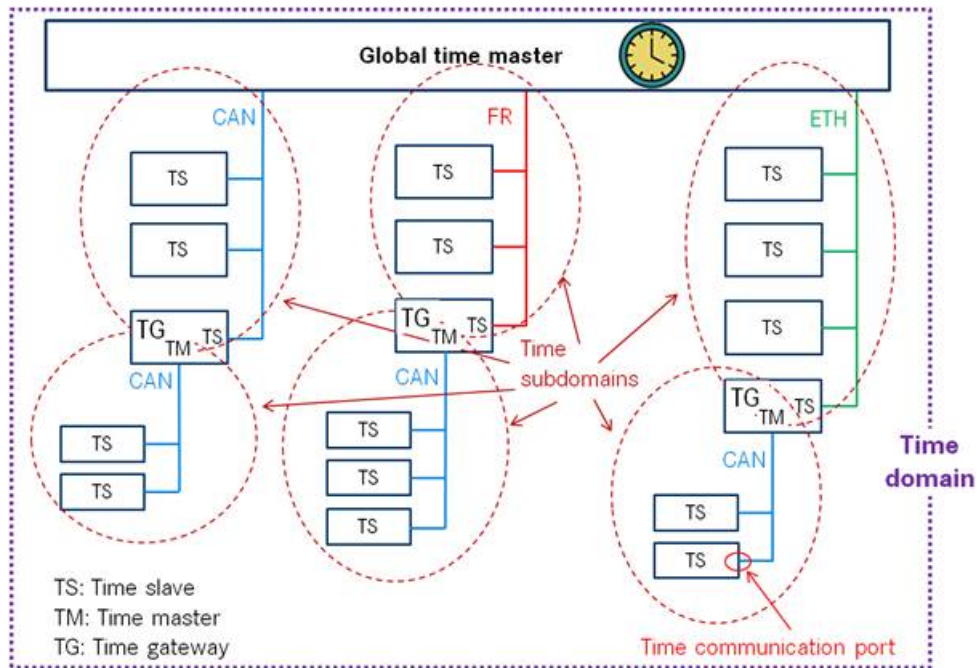 Global time master
CAN
FR
ETH
TS
TS
TS
TS
TS
TS
TS
TG
TM
TS
TG
TM
TS
TG
TM
TS
CAN
CAN
CAN
Time
subdomains
TS
TS
TS
TS
TS
TS
TS
Time
domain
TS: Time slave
TM: Time master
TG: Time gateway
Time communication port